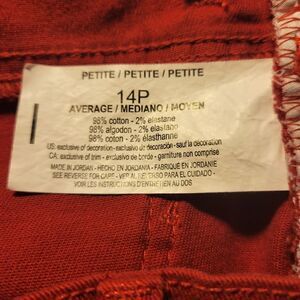 PETITE / PETITE / PETITE
14P
AVERAGE / MEDIANO / MOYEN
98% cotton - 2% elastane
98% algodon - 2% elastano
98% coton - 2% élasthanne
US: exclusive of decoration - exclusivo de decoración - sauf la décoration
CA: exclusive of trim - exclusivo de borde - garniture non comprise
MADE IN JORDAN - HECHO EN JORDANIA - FABRIQUÉ EN JORDANIE
SEE REVERSE FOR CARE - VER AL REVERSO PARA EL CUIDADO -
VOIR LES INSTRUCTIONS D'ENTRETIEN AU DOS